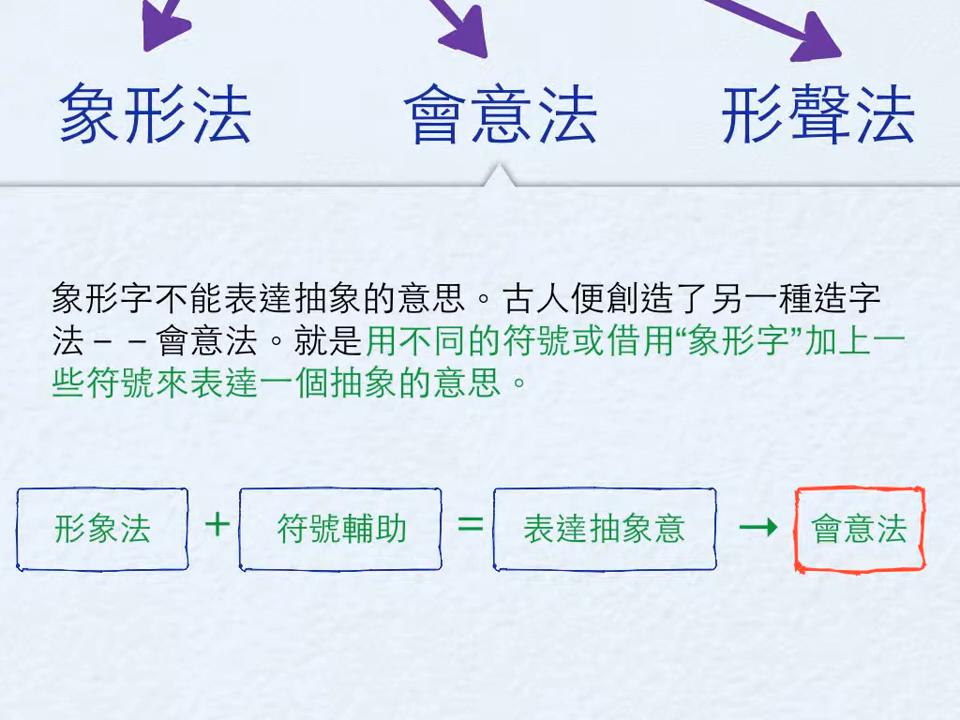 象形法 會意法 形聲法
象形字不能表達抽象的意思。古人便創造了另一種造字
法－－會意法。就是用不同的符號或借用“象形字”加上一
些符號來表達一個抽象的意思。
形象法 + 符號輔助 = 表達抽象意 → 會意法